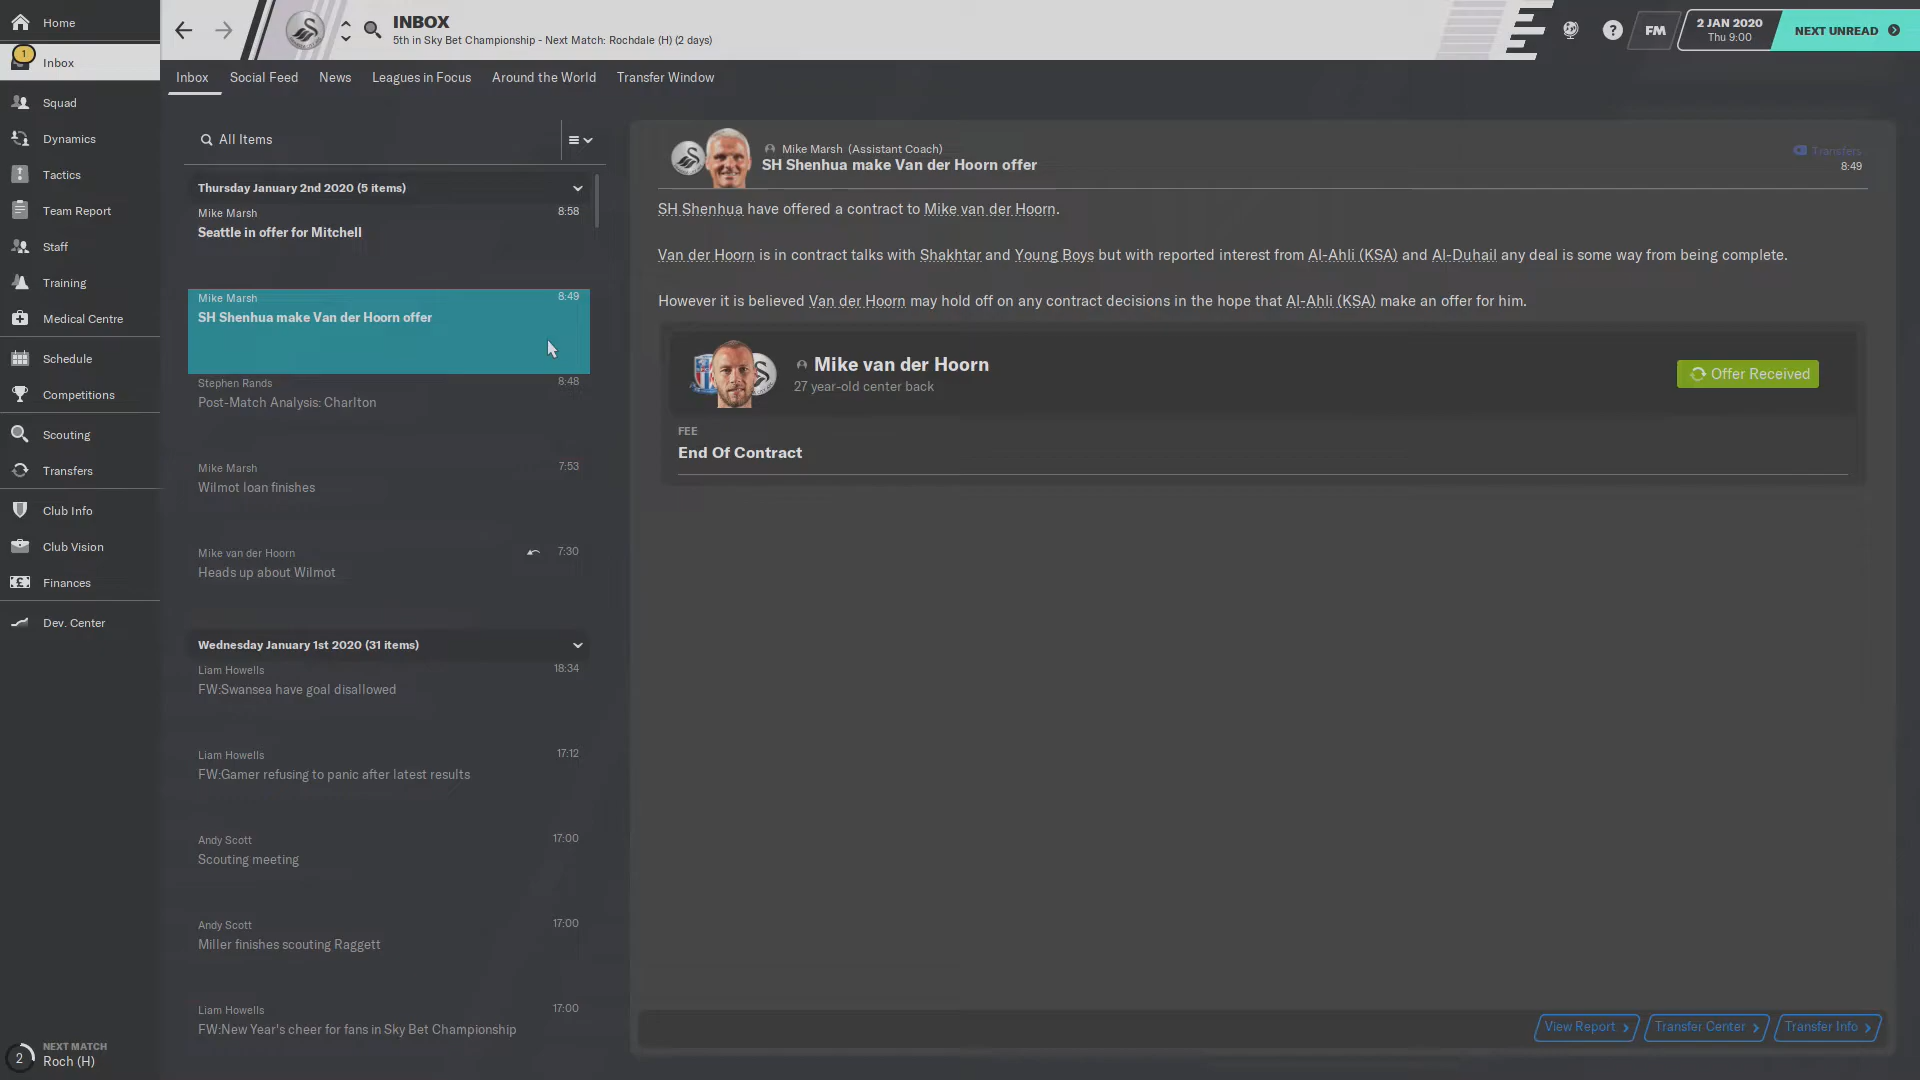 Home
Inbox
1
Squad
Dynamics
Tactics
Team Report
Staff
Training
Medical Centre
Schedule
Competitions
Scouting
Transfers
Club Info
Club Vision
Finances
Dev. Center
2
NEXT MATCH
Roch (H)
INBOX
5th in Sky Bet Championship - Next Match: Rochdale (H) (2 days)
?
FM
2 JAN 2020
Thu 9:00
NEXT UNREAD
Inbox Social Feed News Leagues in Focus Around the World Transfer Window
All Items
Thursday January 2nd 2020 (5 items)
Mike Marsh 8:58
Seattle in offer for Mitchell
Mike Marsh 8:49
SH Shenhua make Van der Hoorn offer
Stephen Rands 8:48
Post-Match Analysis: Charlton
Mike Marsh 7:53
Wilmot loan finishes
Mike van der Hoorn 7:30
Heads up about Wilmot
Wednesday January 1st 2020 (31 items)
Liam Howells 18:34
FW:Swansea have goal disallowed
Liam Howells 17:12
FW:Gamer refusing to panic after latest results
Andy Scott 17:00
Scouting meeting
Andy Scott 17:00
Miller finishes scouting Raggett
Liam Howells 17:00
FW:New Year's cheer for fans in Sky Bet Championship
Mike Marsh (Assistant Coach)
SH Shenhua make Van der Hoorn offer
Transfers
8:49
SH Shenhua have offered a contract to Mike van der Hoorn.
Van der Hoorn is in contract talks with Shakhtar and Young Boys but with reported interest from Al-Ahli (KSA) and Al-Duhail any deal is some way from being complete.
However it is believed Van der Hoorn may hold off on any contract decisions in the hope that Al-Ahli (KSA) make an offer for him.
Mike van der Hoorn
27 year-old center back
Offer Received
FEE
End Of Contract
View Report Transfer Center Transfer Info